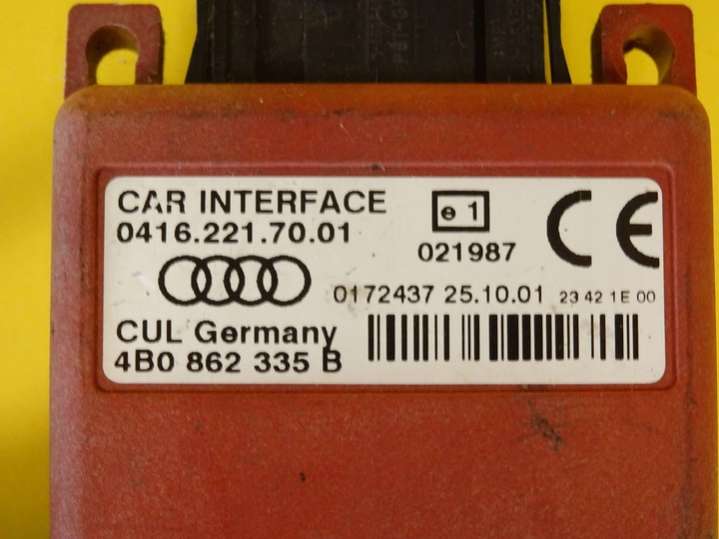 CAR INTERFACE
0416.221.70.01
e 1
021987
CE
0172437 25.10.01 23 42 1E 00
CUL Germany
4B0 862 335 B